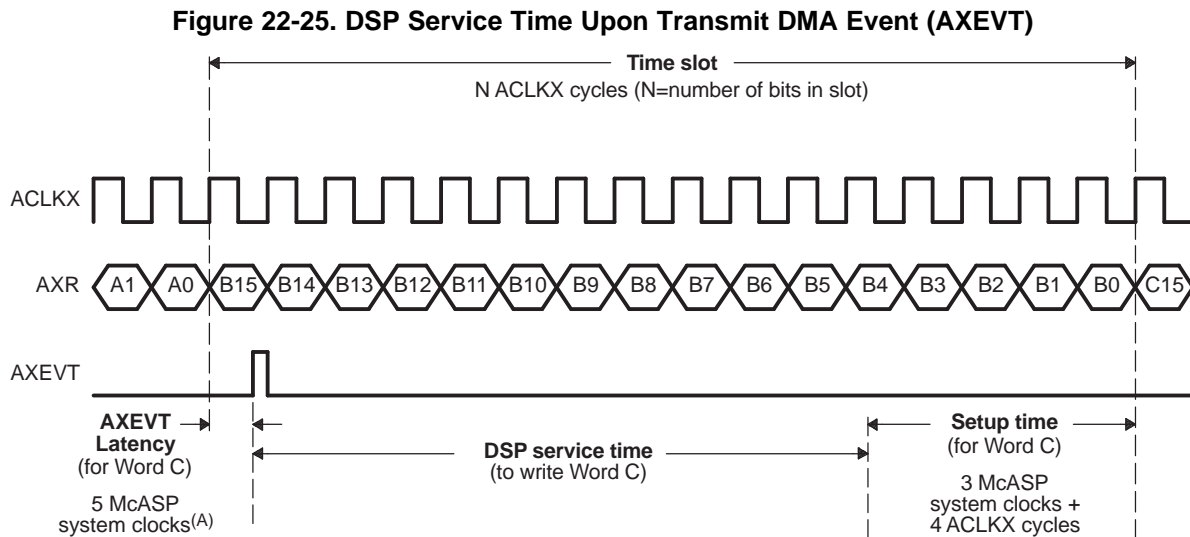 Figure 22-25. DSP Service Time Upon Transmit DMA Event (AXEVT)
Time slot
N ACLKX cycles (N=number of bits in slot)
ACLKX
AXR A1 A0 B15 B14 B13 B12 B11 B10 B9 B8 B7 B6 B5 B4 B3 B2 B1 B0 C15
AXEVT
AXEVT
Latency
(for Word C)
5 McASP
system clocks(A)
DSP service time
(to write Word C)
Setup time
(for Word C)
3 McASP
system clocks +
4 ACLKX cycles